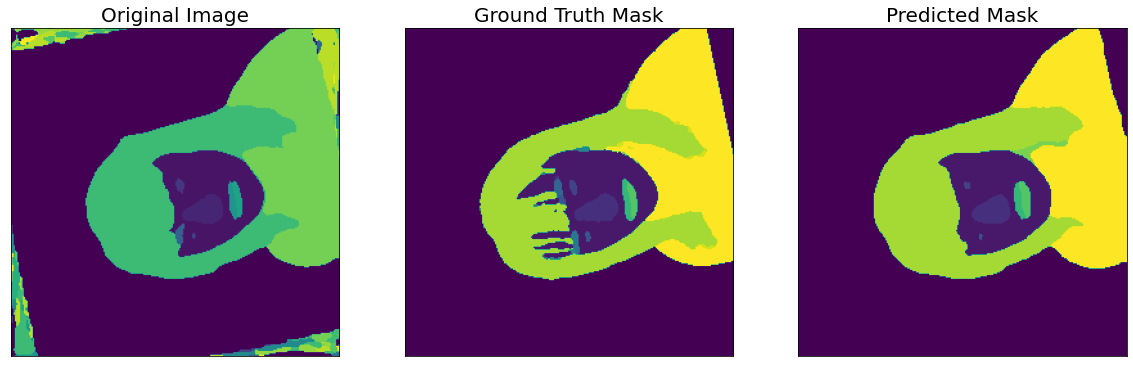 Original Image
Ground Truth Mask
Predicted Mask